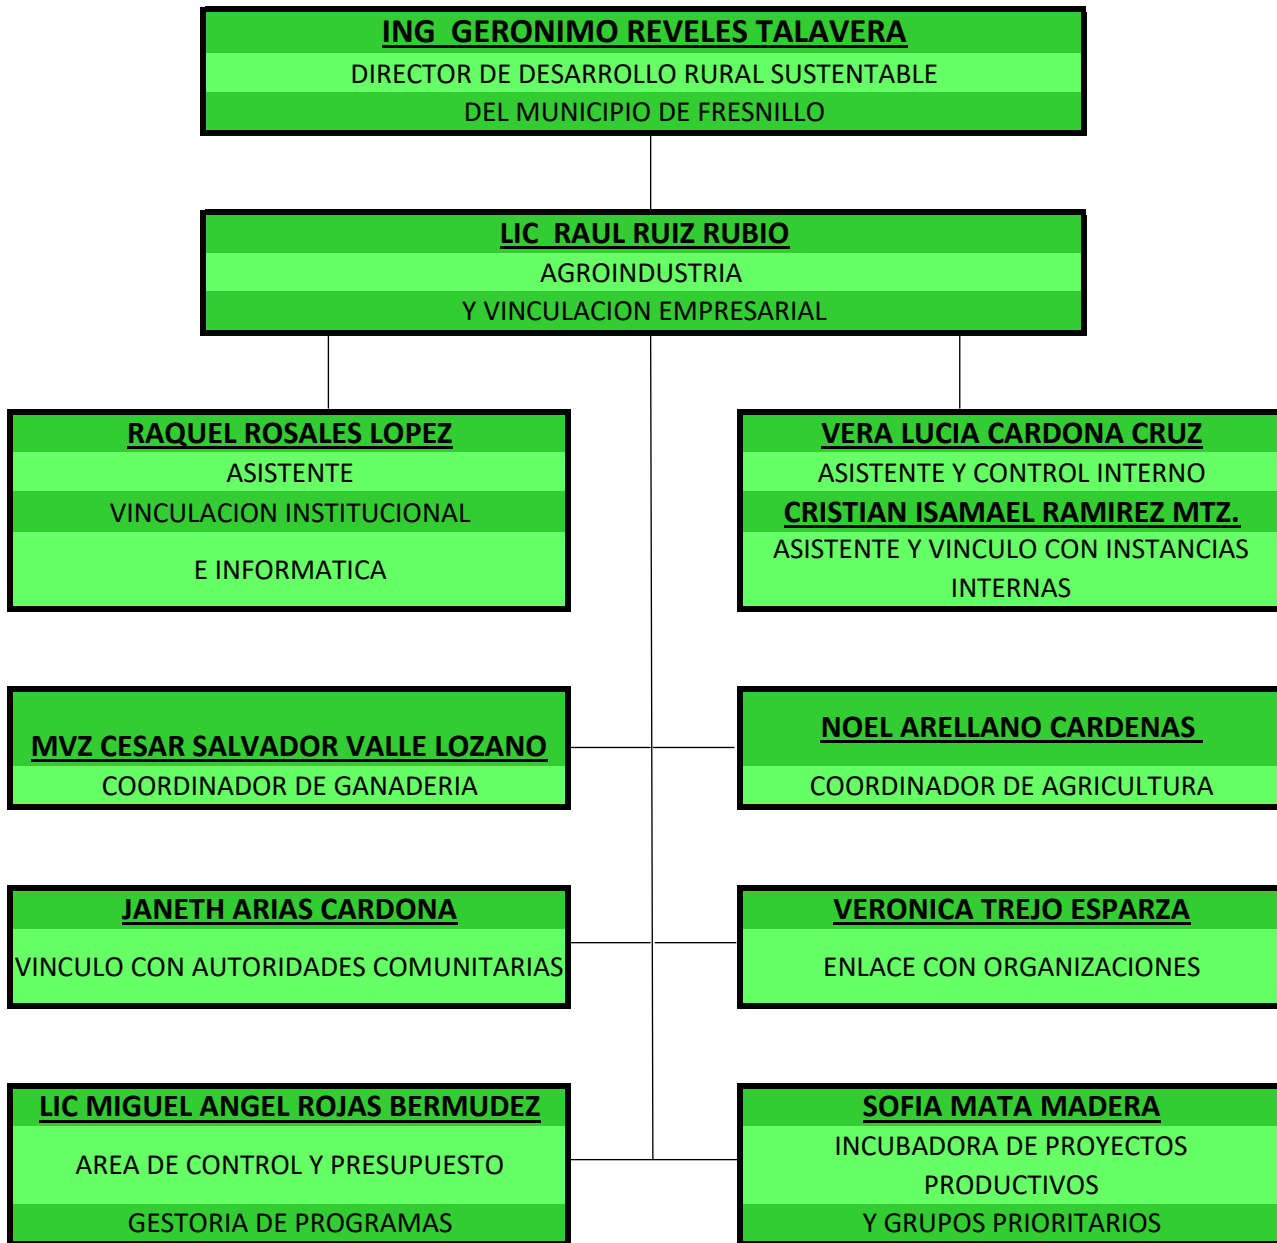 ING  GERONIMO REVELES TALAVERA
DIRECTOR DE DESARROLLO RURAL SUSTENTABLE
DEL MUNICIPIO DE FRESNILLO
LIC  RAUL RUIZ RUBIO
AGROINDUSTRIA
Y VINCULACION EMPRESARIAL
RAQUEL ROSALES LOPEZ
ASISTENTE
VINCULACION INSTITUCIONAL
E INFORMATICA
VERA LUCIA CARDONA CRUZ
ASISTENTE Y CONTROL INTERNO
CRISTIAN ISAMAEL RAMIREZ MTZ.
ASISTENTE Y VINCULO CON INSTANCIAS
INTERNAS
MVZ CESAR SALVADOR VALLE LOZANO
COORDINADOR DE GANADERIA
NOEL ARELLANO CARDENAS
COORDINADOR DE AGRICULTURA
JANETH ARIAS CARDONA
VINCULO CON AUTORIDADES COMUNITARIAS
VERONICA TREJO ESPARZA
ENLACE CON ORGANIZACIONES
LIC MIGUEL ANGEL ROJAS BERMUDEZ
AREA DE CONTROL Y PRESUPUESTO
GESTORIA DE PROGRAMAS
SOFIA MATA MADERA
INCUBADORA DE PROYECTOS
PRODUCTIVOS
Y GRUPOS PRIORITARIOS